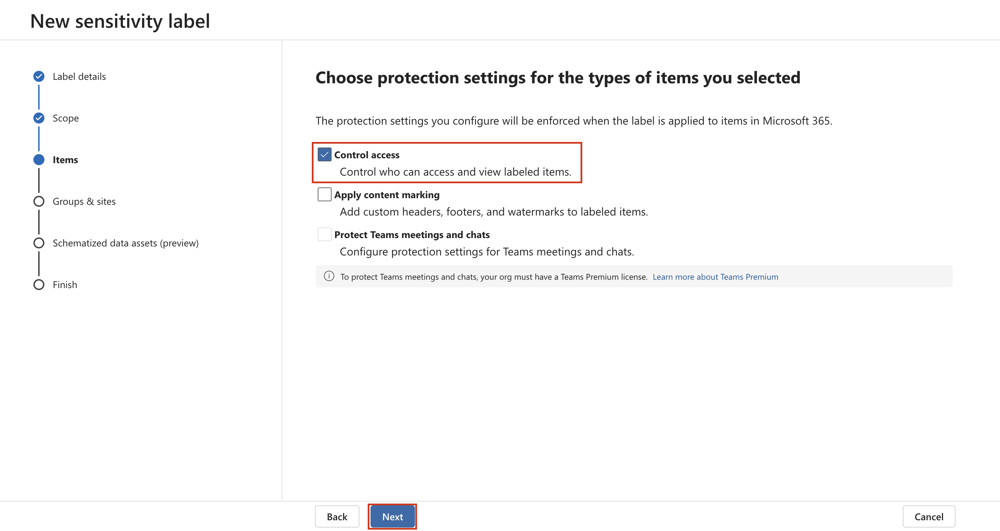 New sensitivity label
Label details
Scope
Items
Groups & sites
Schematized data assets (preview)
Finish
Choose protection settings for the types of items you selected
The protection settings you configure will be enforced when the label is applied to items in Microsoft 365.
Control access
Control who can access and view labeled items.
Apply content marking
Add custom headers, footers, and watermarks to labeled items.
Protect Teams meetings and chats
Configure protection settings for Teams meetings and chats.
To protect Teams meetings and chats, your org must have a Teams Premium license. Learn more about Teams Premium
Back
Next
Cancel